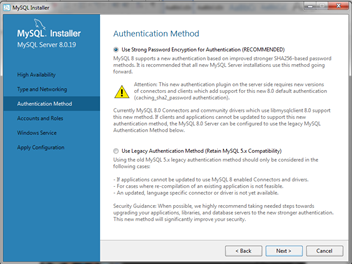 MySQL. Installer
MySQL Server 8.0.19
High Availability
Type and Networking
Authentication Method
Accounts and Roles
Windows Service
Apply Configuration
Authentication Method
Use Strong Password Encryption for Authentication (RECOMMENDED)
MySQL 8 supports a new authentication based on improved stronger SHA256-based password
methods. It is recommended that all new MySQL Server installations use this method going
forward.
Attention: This new authentication plugin on the server side requires new versions
of connectors and clients which add support for this new 8.0 default authentication
(caching_sha2_password authentication).
Currently MySQL 8.0 Connectors and community drivers which use libmysqlclient 8.0 support
this new method. If clients and applications cannot be updated to support this new
authentication method, the MySQL 8.0 Server can be configured to use the legacy MySQL
Authentication Method below.
Use Legacy Authentication Method (Retain MySQL 5.x Compatibility)
Using the old MySQL 5.x legacy authentication method should only be considered in the
following cases:
- If applications cannot be updated to use MySQL 8 enabled Connectors and drivers.
- For cases where re-compilation of an existing application is not feasible.
- An updated, language specific connector or driver is not yet available.
Security Guidance: When possible, we highly recommend taking needed steps towards
upgrading your applications, libraries, and database servers to the new stronger authentication.
This new method will significantly improve your security.
< Back
Next >
Cancel